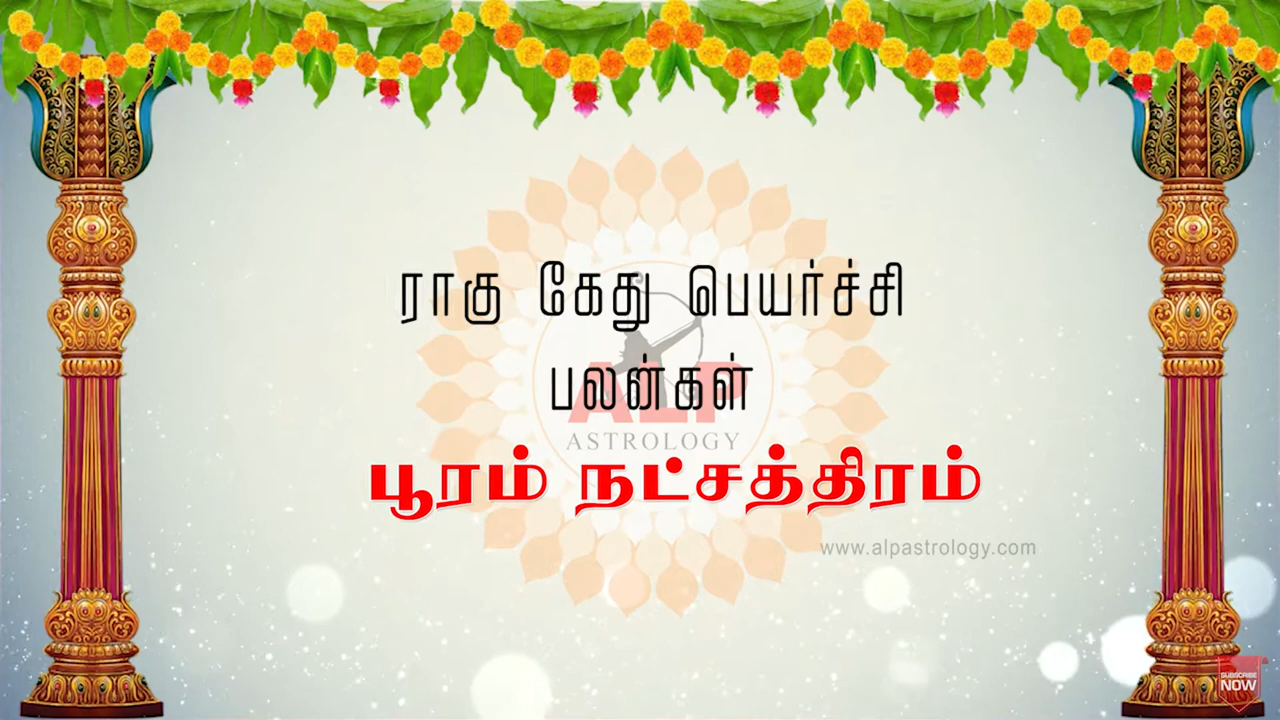 ராகு கேது பெயர்ச்சி
பலன்கள்
ALP
ASTROLOGY
பூரம் நட்சத்திரம்
www.alpastrology.com
SUBSCRIBE
NOW